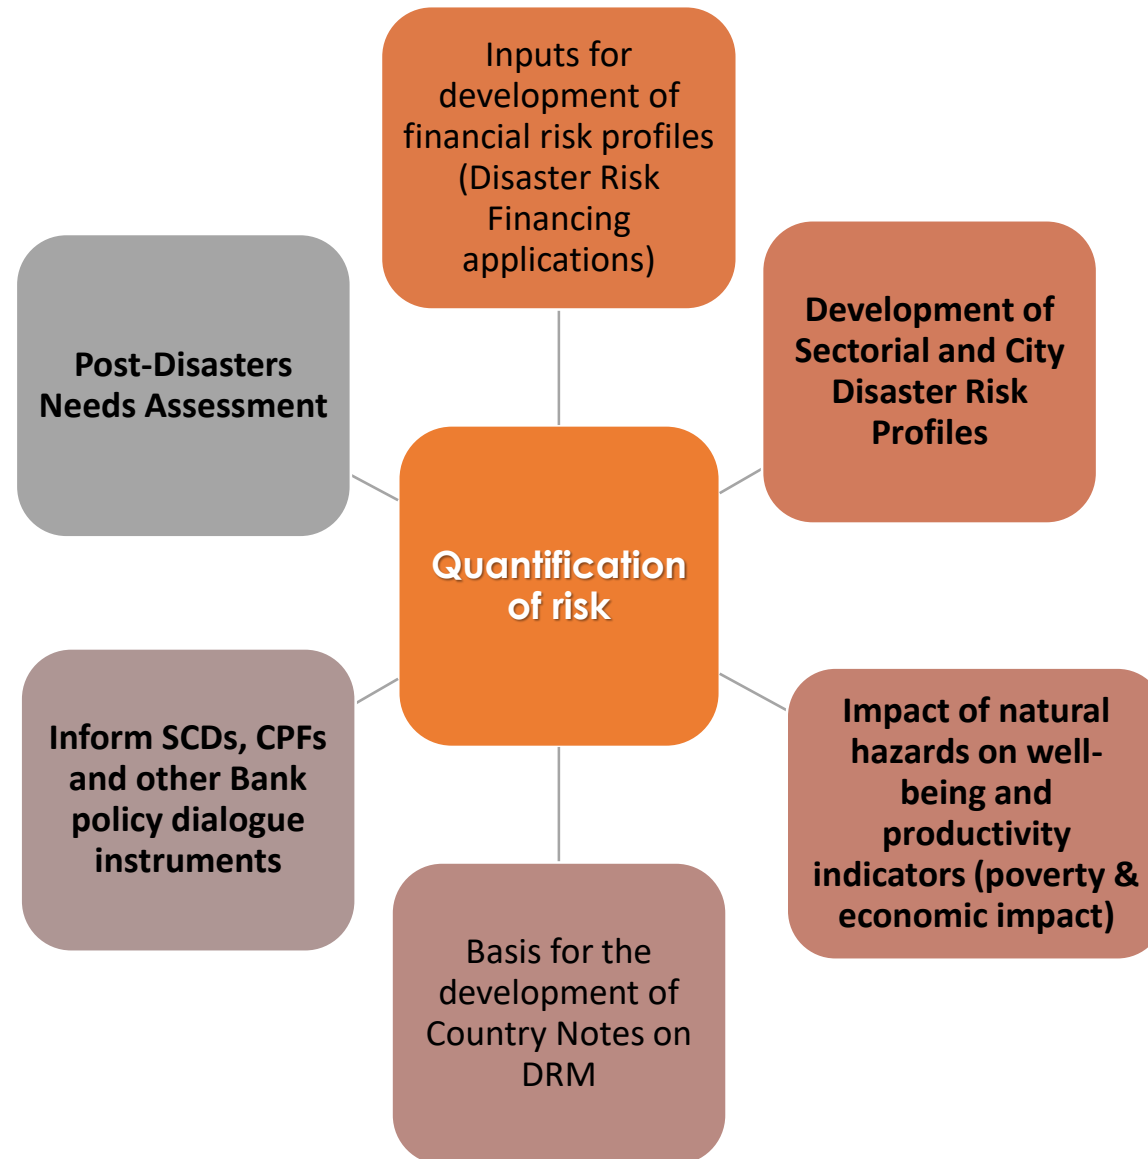 Inputs for
development of
financial risk profiles
(Disaster Risk
Financing
applications)
Development of
Sectorial and City
Disaster Risk
Profiles
Post-Disasters
Needs Assessment
Quantification
of risk
Impact of natural
hazards on well-
being and
productivity
indicators (poverty &
economic impact)
Inform SCDs, CPFs
and other Bank
policy dialogue
instruments
Basis for the
development of
Country Notes on
DRM